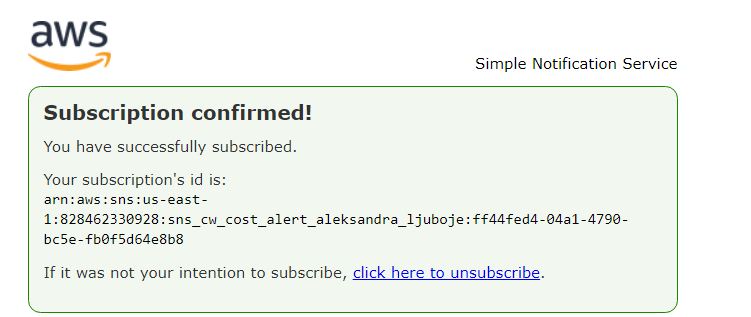 aws
Simple Notification Service
Subscription confirmed!
You have successfully subscribed.
Your subscription's id is:
arn:aws:sns:us-east-
1:828462330928:sns_cw_cost_alert_aleksandra_ljuboje:ff44fed4-04a1-4790-
bc5e-fb0f5d64e8b8
If it was not your intention to subscribe, click here to unsubscribe.